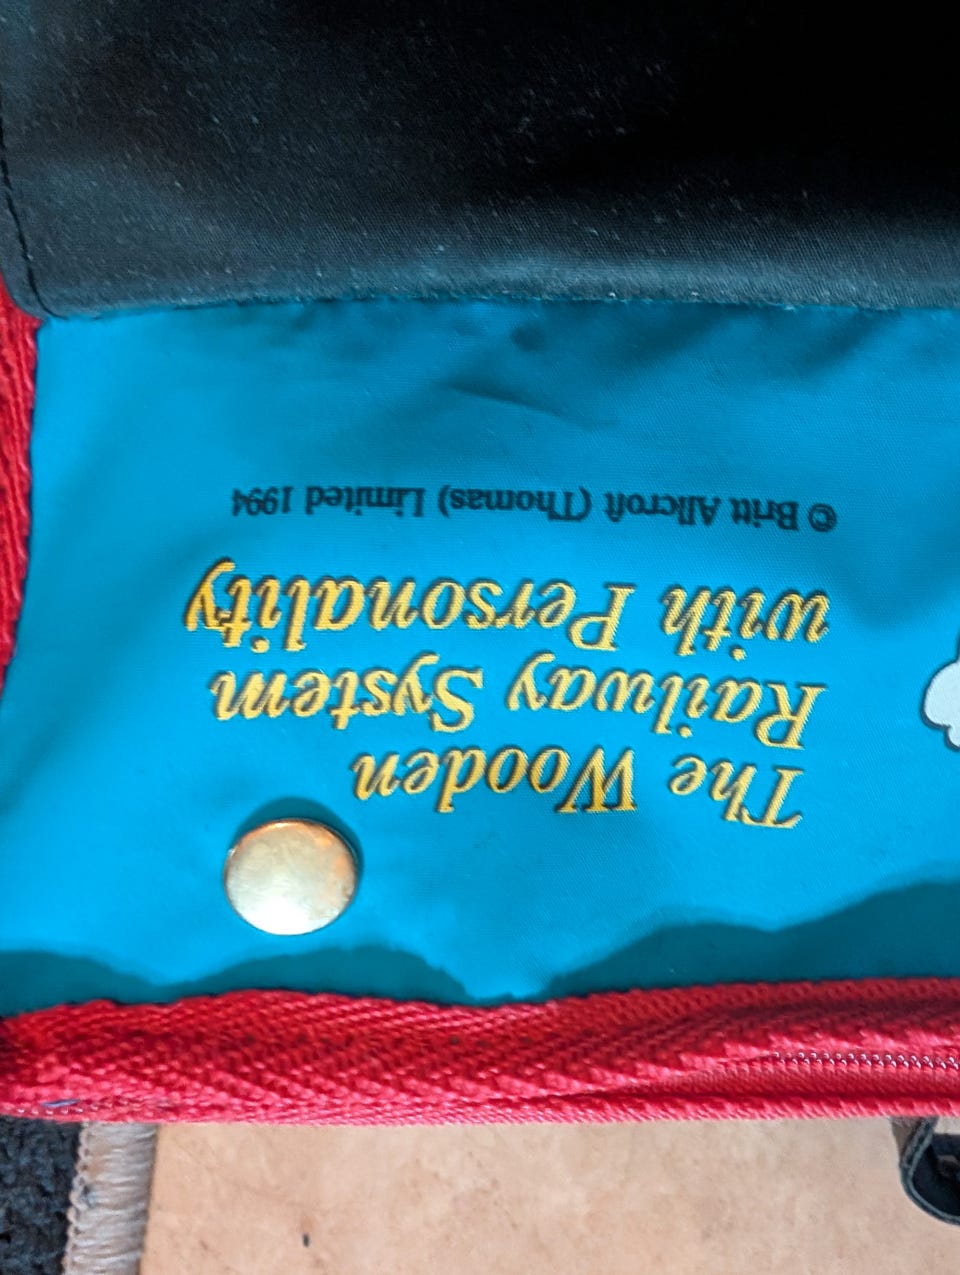 The Wooden
Railway System
with Personality
© Britt Allcroft (Thomas) Limited 1994